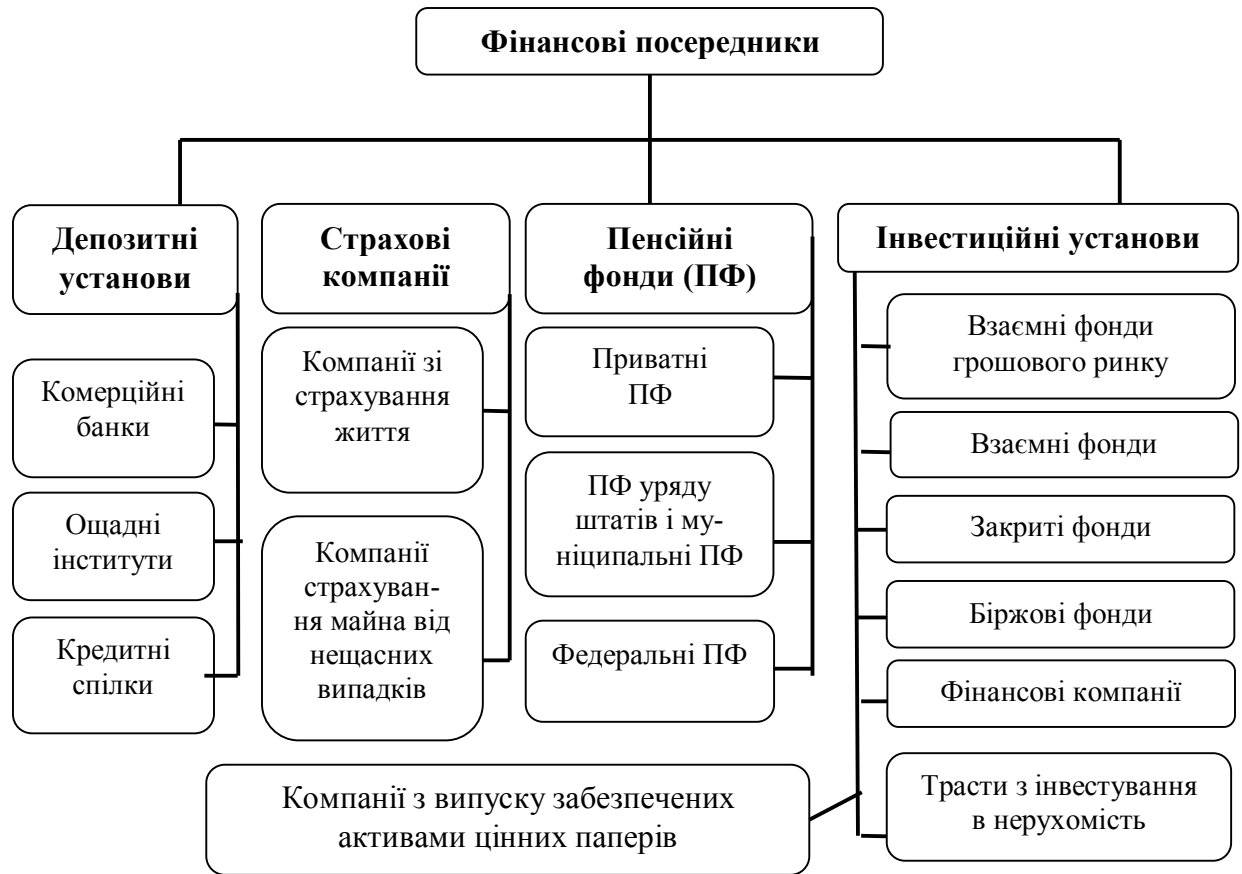 Фінансові посередники
Депозитні
установи
Комерційні
банки
Ощадні
інститути
Кредитні
спілки
Страхові
компанії
Компанії зі
страхування
життя
Компанії
страхуван-
ня майна від
нещасних
випадків
Пенсійні
фонди (ПФ)
Приватні
ПФ
ПФ уряду
штатів і му-
ніципальні ПФ
Федеральні ПФ
Інвестиційні установи
Взаємні фонди
грошового ринку
Взаємні фонди
Закриті фонди
Біржові фонди
Фінансові компанії
Трасти з інвестування
в нерухомість
Компанії з випуску забезпечених
активами цінних паперів